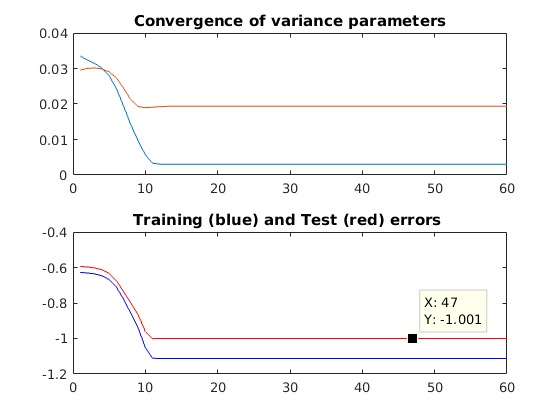 Convergence of variance parameters
0.04
0.03
0.02
0.01
0
0 10 20 30 40 50 60
Training (blue) and Test (red) errors
-0.4
-0.6
-0.8
-1
-1.2
X: 47
Y: -1.001
0 10 20 30 40 50 60